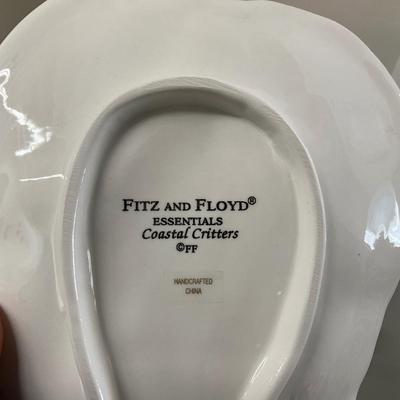 FITZ AND FLOYD®
ESSENTIALS
Coastal Critters
©FF
HANDCRAFTED
CHINA